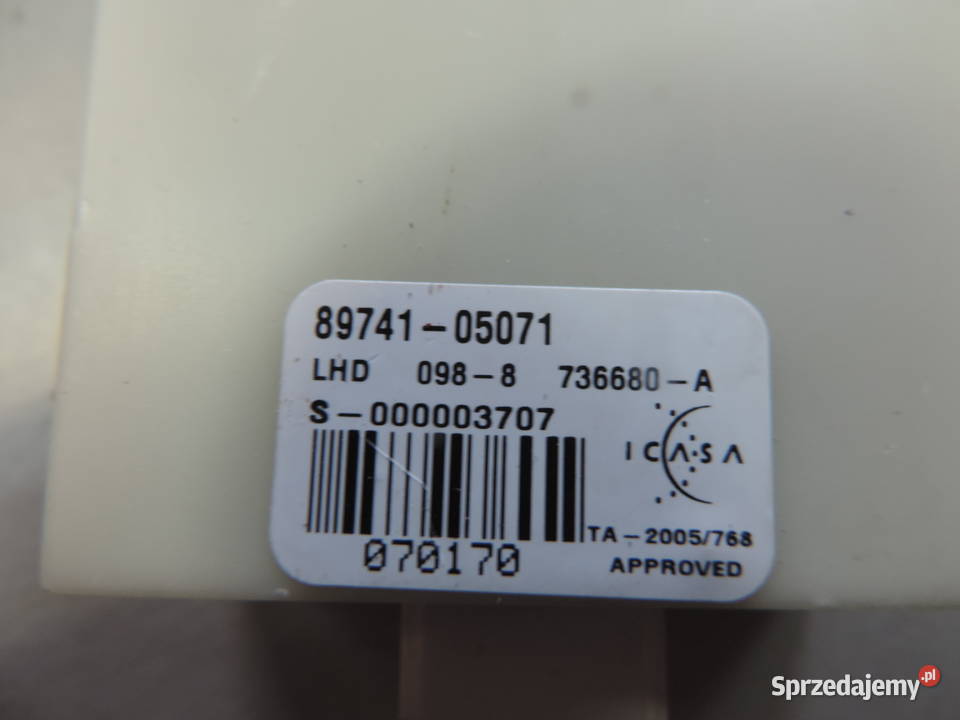 89741-05071
LHD 098-8 736680-A
S-000003707
ICASA
070170
TA-2005/768
APPROVED
Sprzedajemy.pl